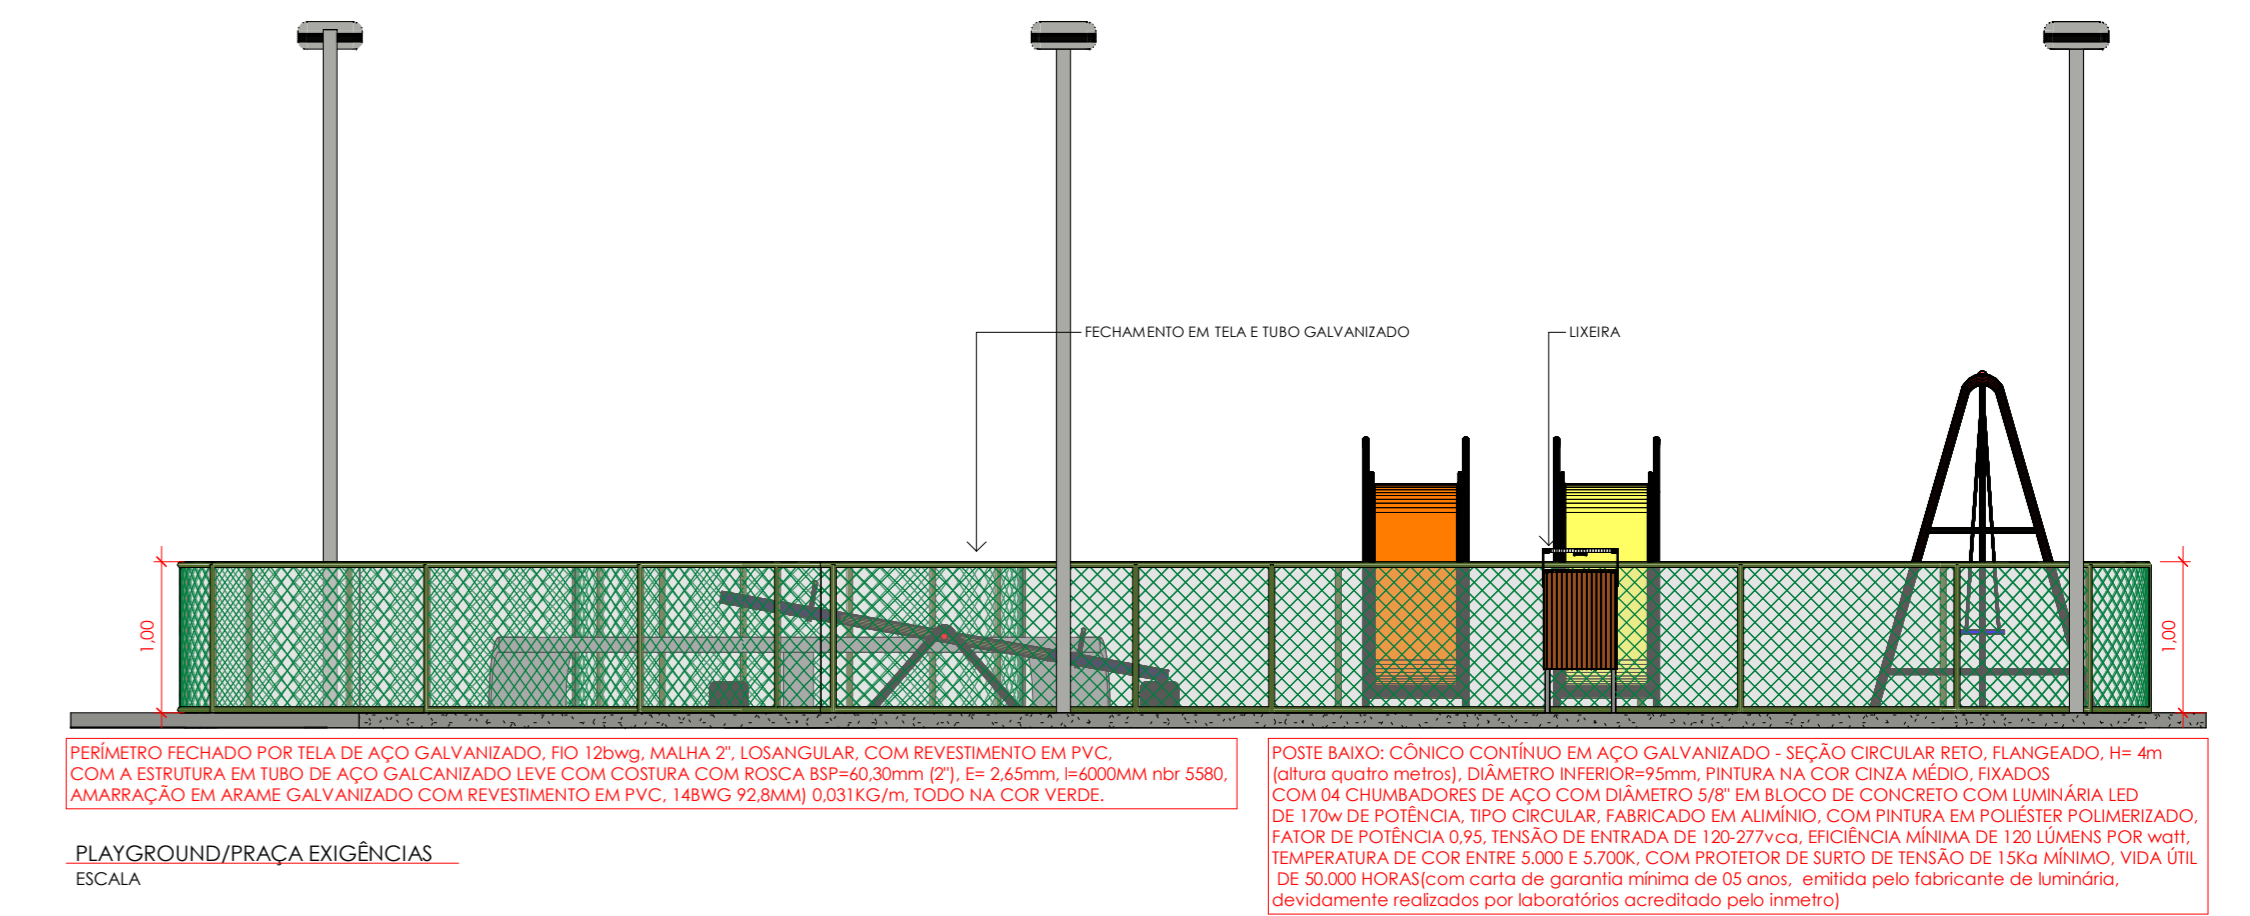 FECHAMENTO EM TELA E TUBO GALVANIZADO
LIXEIRA
1,00
1,00
PERÍMETRO FECHADO POR TELA DE AÇO GALVANIZADO, FIO 12bwg, MALHA 2", LOSANGULAR, COM REVESTIMENTO EM PVC,
COM A ESTRUTURA EM TUBO DE AÇO GALCANIZADO LEVE COM COSTURA COM ROSCA BSP=60,30mm (2"), E= 2,65mm, l=6000MM nbr 5580,
AMARRAÇÃO EM ARAME GALVANIZADO COM REVESTIMENTO EM PVC, 14BWG 92,8MM) 0,031KG/m, TODO NA COR VERDE.
POSTE BAIXO: CÔNICO CONTÍNUO EM AÇO GALVANIZADO - SEÇÃO CIRCULAR RETO, FLANGEADO, H= 4m
(altura quatro metros), DIÂMETRO INFERIOR=95mm, PINTURA NA COR CINZA MÉDIO, FIXADOS
COM 04 CHUMBADORES DE AÇO COM DIÂMETRO 5/8" EM BLOCO DE CONCRETO COM LUMINÁRIA LED
DE 170w DE POTÊNCIA, TIPO CIRCULAR, FABRICADO EM ALIMÍNIO, COM PINTURA EM POLIÉSTER POLIMERIZADO,
FATOR DE POTÊNCIA 0,95, TENSÃO DE ENTRADA DE 120-277vca, EFICIÊNCIA MÍNIMA DE 120 LÚMENS POR watt,
TEMPERATURA DE COR ENTRE 5.000 E 5.700K, COM PROTETOR DE SURTO DE TENSÃO DE 15Ka MÍNIMO, VIDA ÚTIL
DE 50.000 HORAS(com carta de garantia mínima de 05 anos, emitida pelo fabricante de luminária,
devidamente realizados por laboratórios acreditado pelo inmetro)
PLAYGROUND/PRAÇA EXIGÊNCIAS
ESCALA